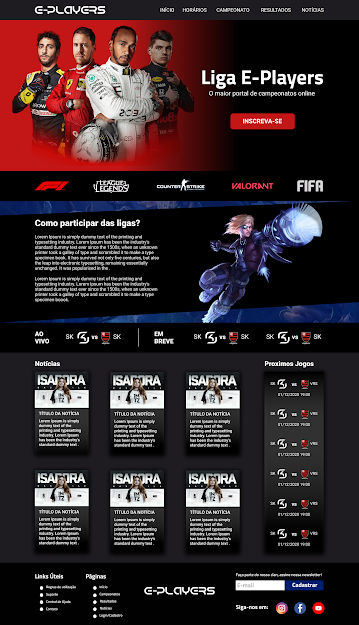 E-PLAYERS
INÍCIO HORÁRIOS CAMPEONATO RESULTADOS NOTÍCIAS
Liga E-Players
O maior portal de campeonatos online
INSCREVA-SE
F1
LEAGUE OF LEGENDS
COUNTER STRIKE
VALORANT
FIFA
Como participar das ligas?
Lorem Ipsum is simply dummy text of the printing and
typesetting industry. Lorem Ipsum has been the industry's
standard dummy text ever since the 1500s, when an unknown
printer took a galley of type and scrambled it to make a type
specimen book. It has survived not only five centuries, but also
the leap into electronic typesetting, remaining essentially
unchanged. It was popularised in the .
Lorem Ipsum is simply dummy text of the printing and
typesetting industry. Lorem Ipsum has been the industry's
standard dummy text ever since the 1500s, when an unknown
printer took a galley of type and scrambled it to make a type
specimen book.
AO VIVO
SK SK vs SK
EM BREVE
SK SK vs SK
SK SK vs SK
Notícias
ISADORA
TÍTULO DA NOTÍCIA
Lorem Ipsum is simply
dummy text of the
printing and typesetting
industry. Lorem Ipsum
has been the industry's
standard dummy text .
ISADORA
TÍTULO DA NOTÍCIA
Lorem Ipsum is simply
dummy text of the
printing and typesetting
industry. Lorem Ipsum
has been the industry's
standard dummy text .
ISADORA
TÍTULO DA NOTÍCIA
Lorem Ipsum is simply
dummy text of the
printing and typesetting
industry. Lorem Ipsum
has been the industry's
standard dummy text .
ISADORA
TÍTULO DA NOTÍCIA
Lorem Ipsum is simply
dummy text of the
printing and typesetting
industry. Lorem Ipsum
has been the industry's
standard dummy text .
ISADORA
TÍTULO DA NOTÍCIA
Lorem Ipsum is simply
dummy text of the
printing and typesetting
industry. Lorem Ipsum
has been the industry's
standard dummy text .
ISADORA
TÍTULO DA NOTÍCIA
Lorem Ipsum is simply
dummy text of the
printing and typesetting
industry. Lorem Ipsum
has been the industry's
standard dummy text .
Proximos Jogos
SK SK vs VRS
01/12/2020 19:00
SK SK vs VRS
01/12/2020 19:00
SK SK vs VRS
01/12/2020 19:00
SK SK vs VRS
01/12/2020 19:00
SK SK vs VRS
01/12/2020 19:00
Links Úteis
Regras de utilização
Suporte
Central de Ajuda
Contato
Páginas
Início
Campeonatos
Resultados
Notícias
Login/Cadastro
E-PLAYERS
Faça parte do nosso clan, assine nossa newsletter!
E-mail
Cadastrar
Siga-nos em: